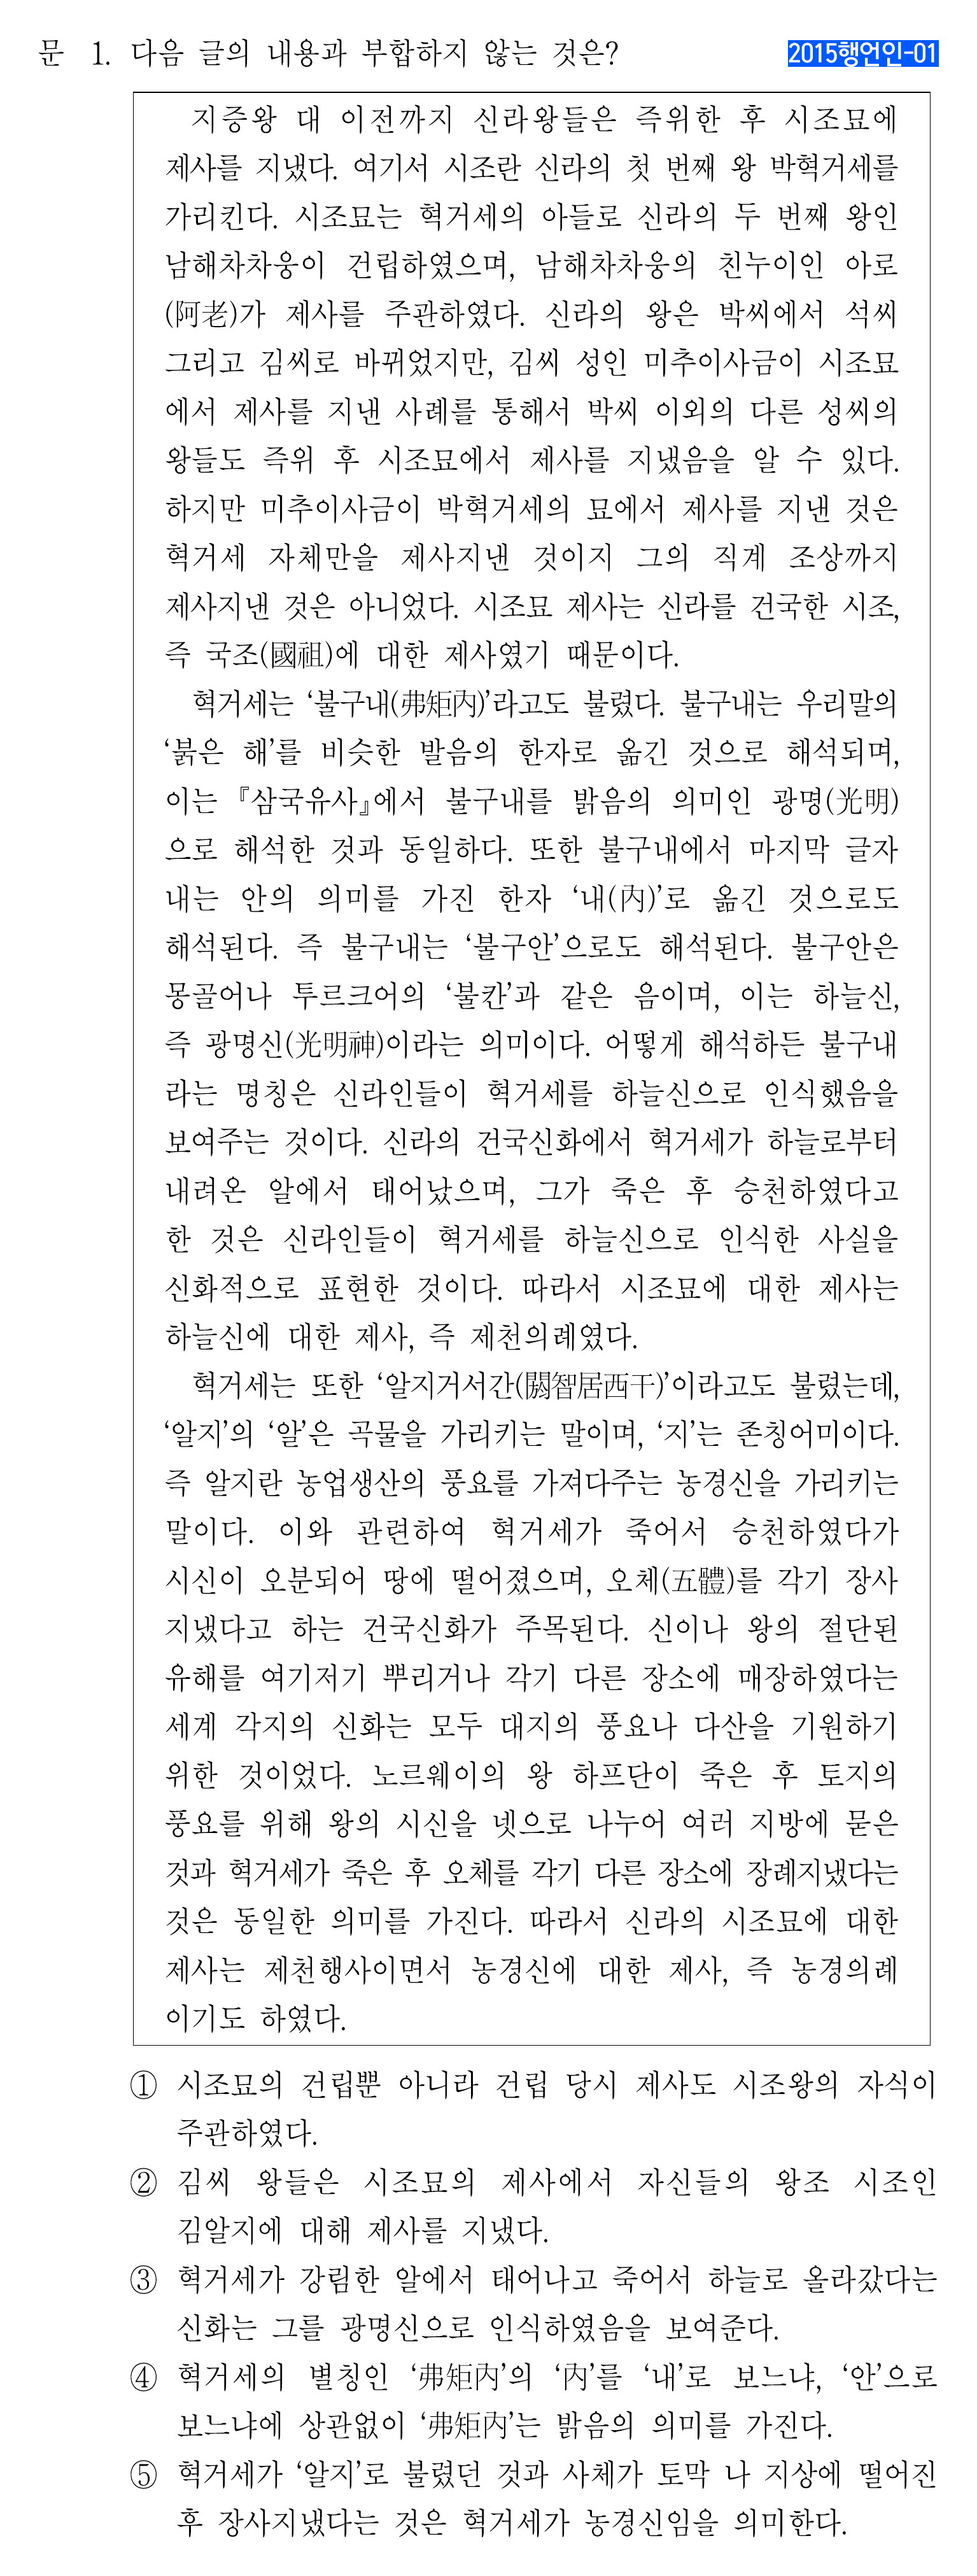 문 1. 다음 글의 내용과 부합하지 않는 것은? 2015행언인-01
지증왕 대 이전까지 신라왕들은 즉위한 후 시조묘에
제사를 지냈다. 여기서 시조란 신라의 첫 번째 왕 박혁거세를
가리킨다. 시조묘는 혁거세의 아들로 신라의 두 번째 왕인
남해차차웅이 건립하였으며, 남해차차웅의 친누이인 아로
(阿老)가 제사를 주관하였다. 신라의 왕은 박씨에서 석씨
그리고 김씨로 바뀌었지만, 김씨 성인 미추이사금이 시조묘
에서 제사를 지낸 사례를 통해서 박씨 이외의 다른 성씨의
왕들도 즉위 후 시조묘에서 제사를 지냈음을 알 수 있다.
하지만 미추이사금이 박혁거세의 묘에서 제사를 지낸 것은
혁거세 자체만을 제사지낸 것이지 그의 직계 조상까지
제사지낸 것은 아니었다. 시조묘 제사는 신라를 건국한 시조,
즉 국조(國祖)에 대한 제사였기 때문이다.
혁거세는 ‘불구내(弗矩內)’라고도 불렸다. 불구내는 우리말의
‘붉은 해’를 비슷한 발음의 한자로 옮긴 것으로 해석되며,
이는 『삼국유사』에서 불구내를 밝음의 의미인 광명(光明)
으로 해석한 것과 동일하다. 또한 불구내에서 마지막 글자
내는 안의 의미를 가진 한자 ‘내(內)’로 옮긴 것으로도
해석된다. 즉 불구내는 ‘불구안’으로도 해석된다. 불구안은
몽골어나 투르크어의 ‘불칸’과 같은 음이며, 이는 하늘신,
즉 광명신(光明神)이라는 의미이다. 어떻게 해석하든 불구내
라는 명칭은 신라인들이 혁거세를 하늘신으로 인식했음을
보여주는 것이다. 신라의 건국신화에서 혁거세가 하늘로부터
내려온 알에서 태어났으며, 그가 죽은 후 승천하였다고
한 것은 신라인들이 혁거세를 하늘신으로 인식한 사실을
신화적으로 표현한 것이다. 따라서 시조묘에 대한 제사는
하늘신에 대한 제사, 즉 제천의례였다.
혁거세는 또한 ‘알지거서간(閼智居西干)’이라고도 불렸는데,
‘알지’의 ‘알’은 곡물을 가리키는 말이며, ‘지’는 존칭어미이다.
즉 알지란 농업생산의 풍요를 가져다주는 농경신을 가리키는
말이다. 이와 관련하여 혁거세가 죽어서 승천하였다가
시신이 오분되어 땅에 떨어졌으며, 오체(五體)를 각기 장사
지냈다고 하는 건국신화가 주목된다. 신이나 왕의 절단된
유해를 여기저기 뿌리거나 각기 다른 장소에 매장하였다는
세계 각지의 신화는 모두 대지의 풍요나 다산을 기원하기
위한 것이었다. 노르웨이의 왕 하프단이 죽은 후 토지의
풍요를 위해 왕의 시신을 넷으로 나누어 여러 지방에 묻은
것과 혁거세가 죽은 후 오체를 각기 다른 장소에 장례지냈다는
것은 동일한 의미를 가진다. 따라서 신라의 시조묘에 대한
제사는 제천행사이면서 농경신에 대한 제사, 즉 농경의례
이기도 하였다.
① 시조묘의 건립뿐 아니라 건립 당시 제사도 시조왕의 자식이
주관하였다.
② 김씨 왕들은 시조묘의 제사에서 자신들의 왕조 시조인
김알지에 대해 제사를 지냈다.
③ 혁거세가 강림한 알에서 태어나고 죽어서 하늘로 올라갔다는
신화는 그를 광명신으로 인식하였음을 보여준다.
④ 혁거세의 별칭인 ‘弗矩內’의 ‘內’를 ‘내’로 보느냐, ‘안’으로
보느냐에 상관없이 ‘弗矩內’는 밝음의 의미를 가진다.
⑤ 혁거세가 ‘알지’로 불렸던 것과 사체가 토막 나 지상에 떨어진
후 장사지냈다는 것은 혁거세가 농경신임을 의미한다.